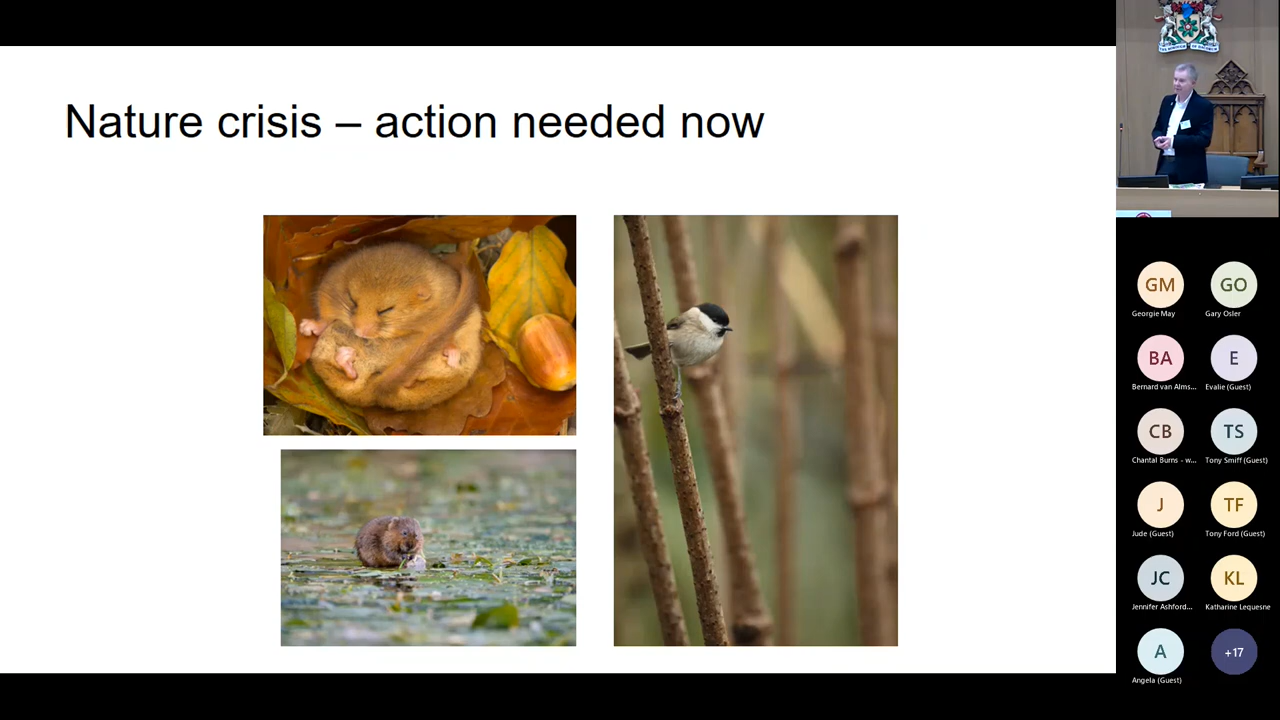 Nature crisis – action needed now
GM
GO
Georgie May
Gary Osler
BA
E
Bernard van Alms...
Evalie (Guest)
CB
TS
Chantal Burns - w...
Tony Smiff (Guest)
J
TF
Jude (Guest)
Tony Ford (Guest)
JC
KL
Jennifer Ashford...
Katharine Lequesne
A
+17
Angela (Guest)